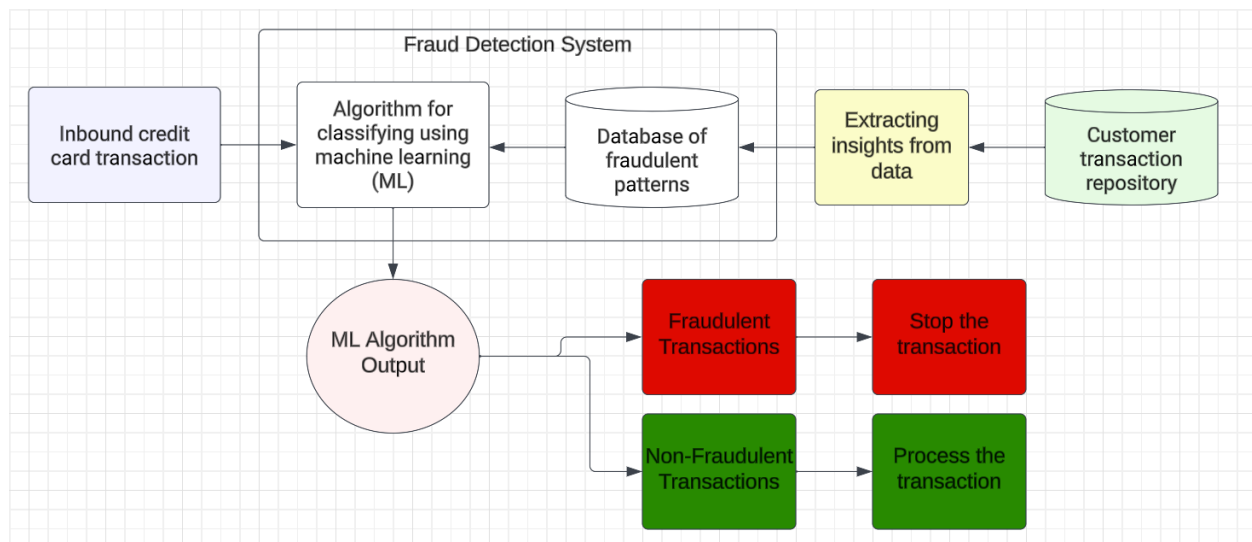 Fraud Detection System
Inbound credit
card transaction
Algorithm for
classifying using
machine learning
(ML)
Database of
fraudulent
patterns
Extracting
insights from
data
Customer
transaction
repository
ML Algorithm
Output
Fraudulent
Transactions
Stop the
transaction
Non-Fraudulent
Transactions
Process the
transaction